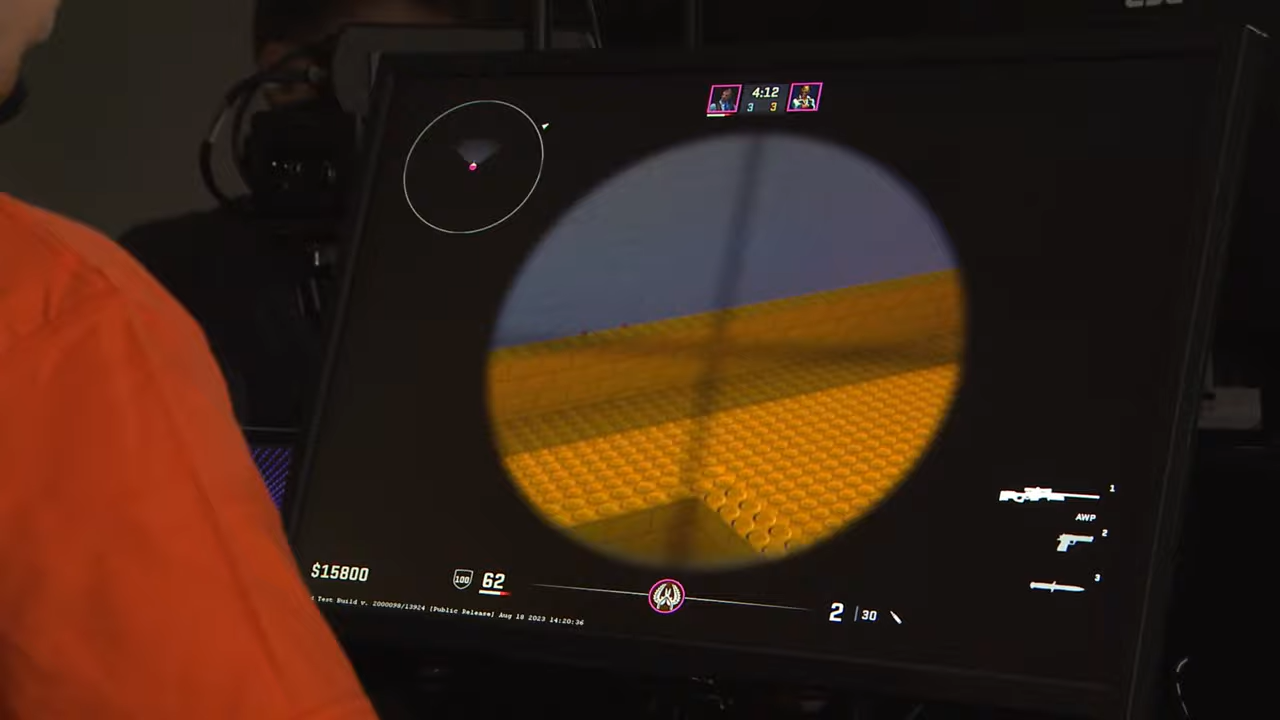 4:12
3 3
1
AWP
2
3
$15800
100
62
2 | 30
Test Build v. 2000098/13924 [Public Release] Aug 18 2023 14:20:36